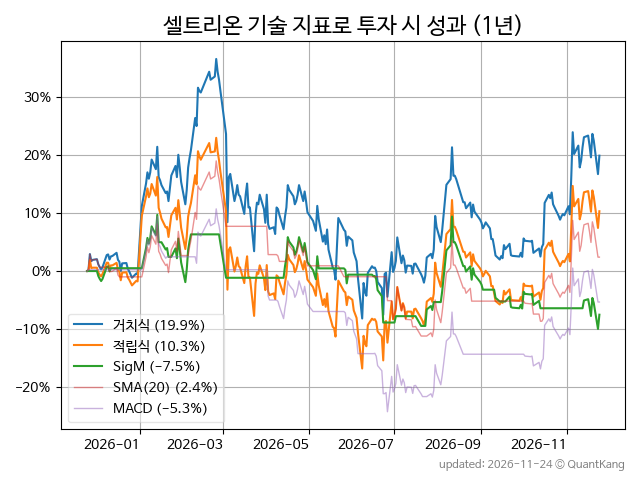 셀트리온 기술 지표로 투자 시 성과 (1년)
30%
20%
10%
0%
−10%
−20%
거치식 (19.9%)
적립식 (10.3%)
SigM (−7.5%)
SMA(20) (2.4%)
MACD (−5.3%)
2026-01
2026-03
2026-05
2026-07
2026-09
2026-11
updated: 2026-11-24 © QuantKang